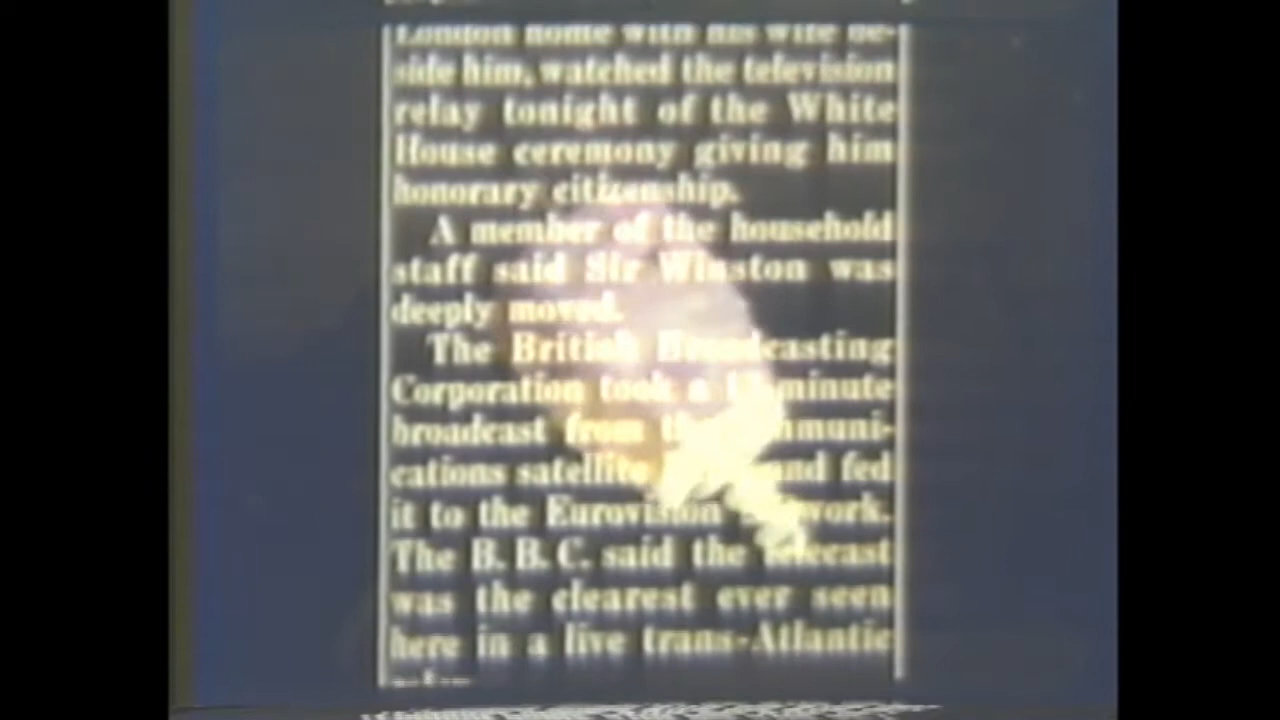 London home with his wife be-
side him, watched the television
relay tonight of the White
House ceremony giving him
honorary citizenship.
A member of the household
staff said Sir Winston was
deeply moved.
The British Broadcasting
Corporation took a minute
broadcast from the communi-
cations satellite and fed
it to the Eurovision network.
The B. B. C. said the telecast
was the clearest ever seen
here in a live trans-Atlantic